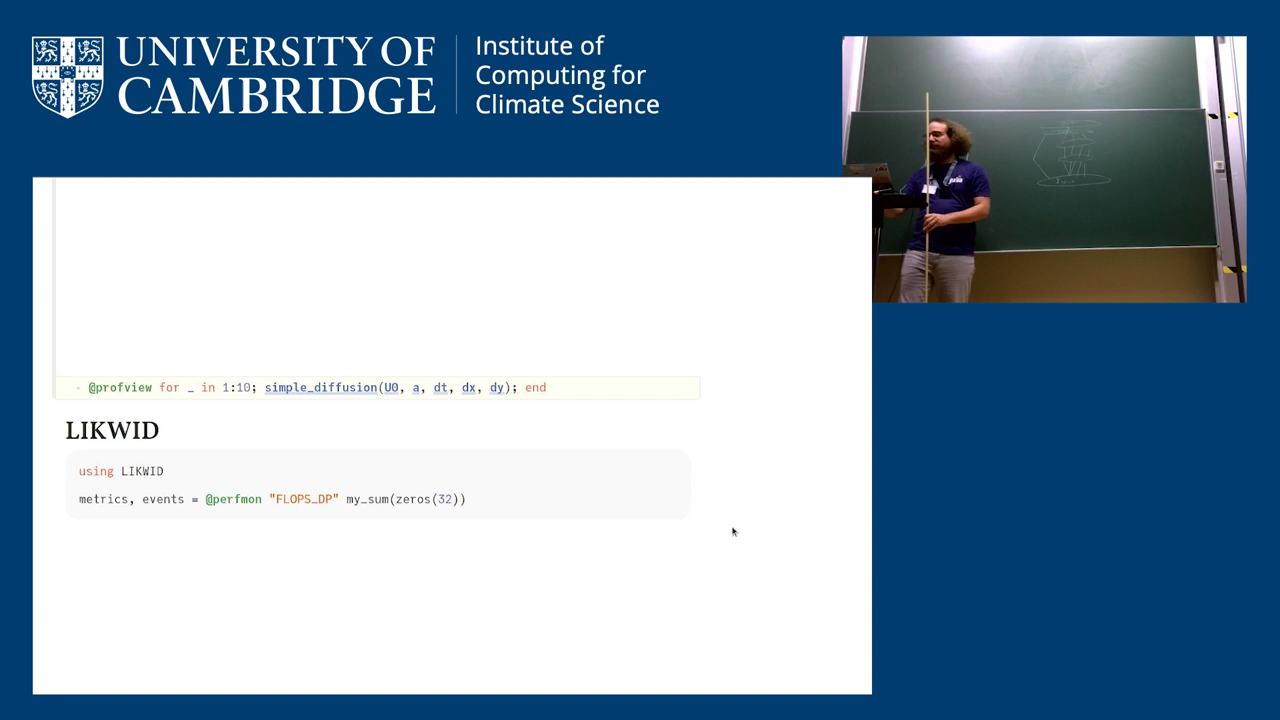 UNIVERSITY OF
CAMBRIDGE
Institute of
Computing for
Climate Science
@profview for _ in 1:10; simple_diffusion(U0, a, dt, dx, dy); end
LIKWID
using LIKWID
metrics, events = @perfmon "FLOPS_DP" my_sum(zeros(32))